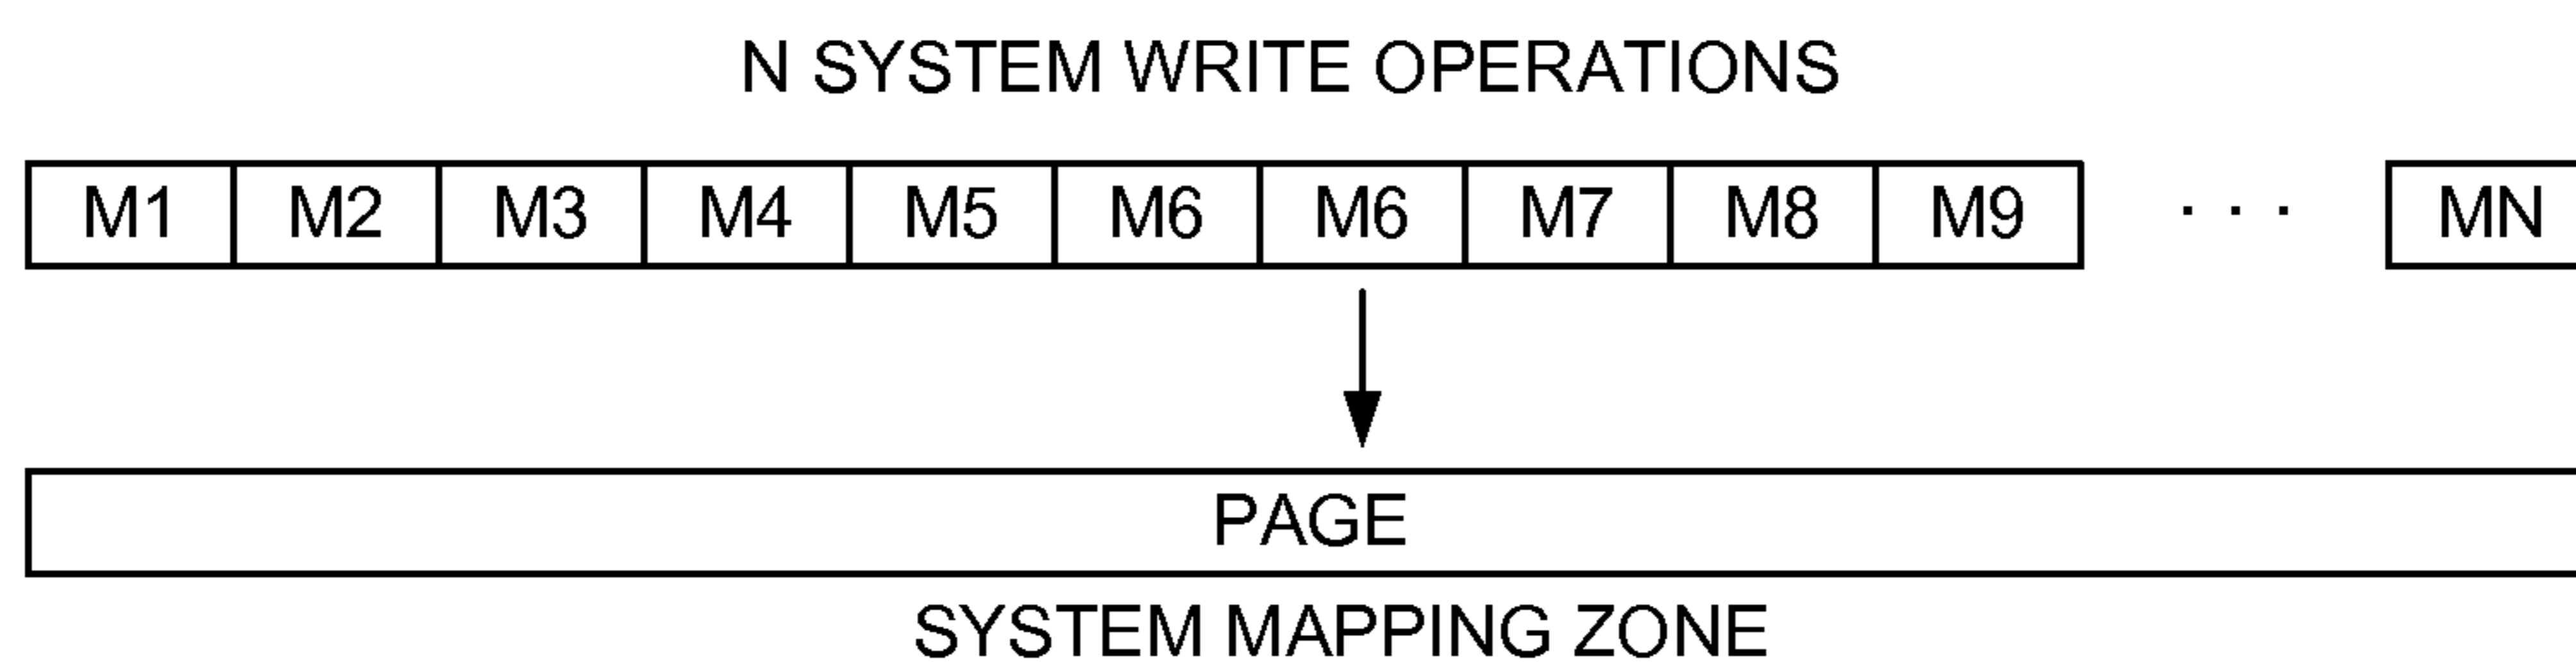 N SYSTEM WRITE OPERATIONS
M1 M2 M3 M4 M5 M6 M6 M7 M8 M9 . . . MN
PAGE
SYSTEM MAPPING ZONE